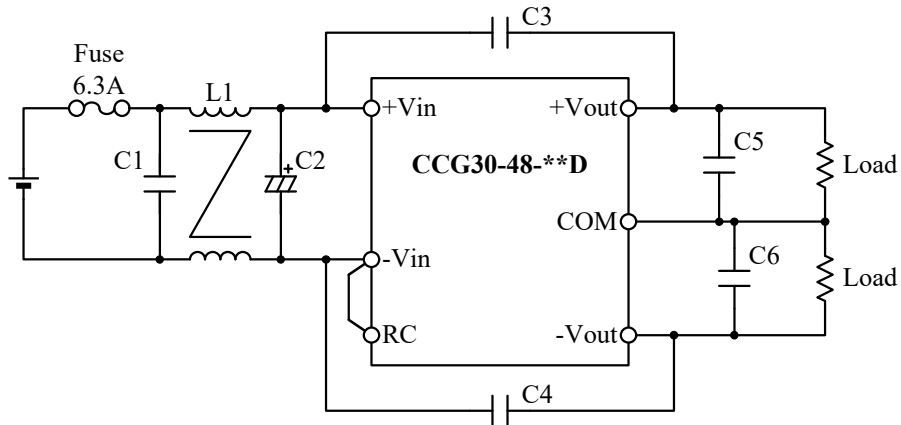 C3
Fuse
6.3A
L1
+Vin
+Vout
C1
+
C2
CCG30-48-**D
C5
Load
COM
-Vin
C6
Load
RC
-Vout
C4